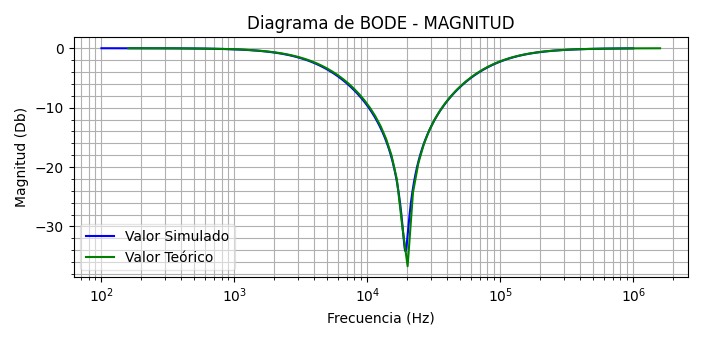 Diagrama de BODE - MAGNITUD
Magnitud (Db)
0
−10
−20
−30
Valor Simulado
Valor Teórico
10²
10³
10⁴
10⁵
10⁶
Frecuencia (Hz)